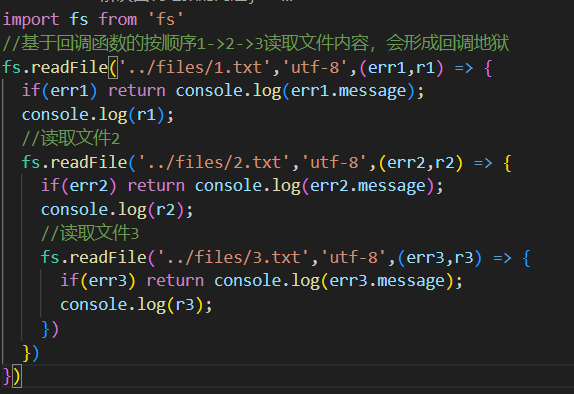 import fs from 'fs'
//基于回调函数的按顺序1->2->3读取文件内容，会形成回调地狱
fs.readFile('../files/1.txt','utf-8',(err1,r1) => {
  if(err1) return console.log(err1.message);
  console.log(r1);
  //读取文件2
  fs.readFile('../files/2.txt','utf-8',(err2,r2) => {
    if(err2) return console.log(err2.message);
    console.log(r2);
    //读取文件3
    fs.readFile('../files/3.txt','utf-8',(err3,r3) => {
      if(err3) return console.log(err3.message);
      console.log(r3);
    })
  })
})